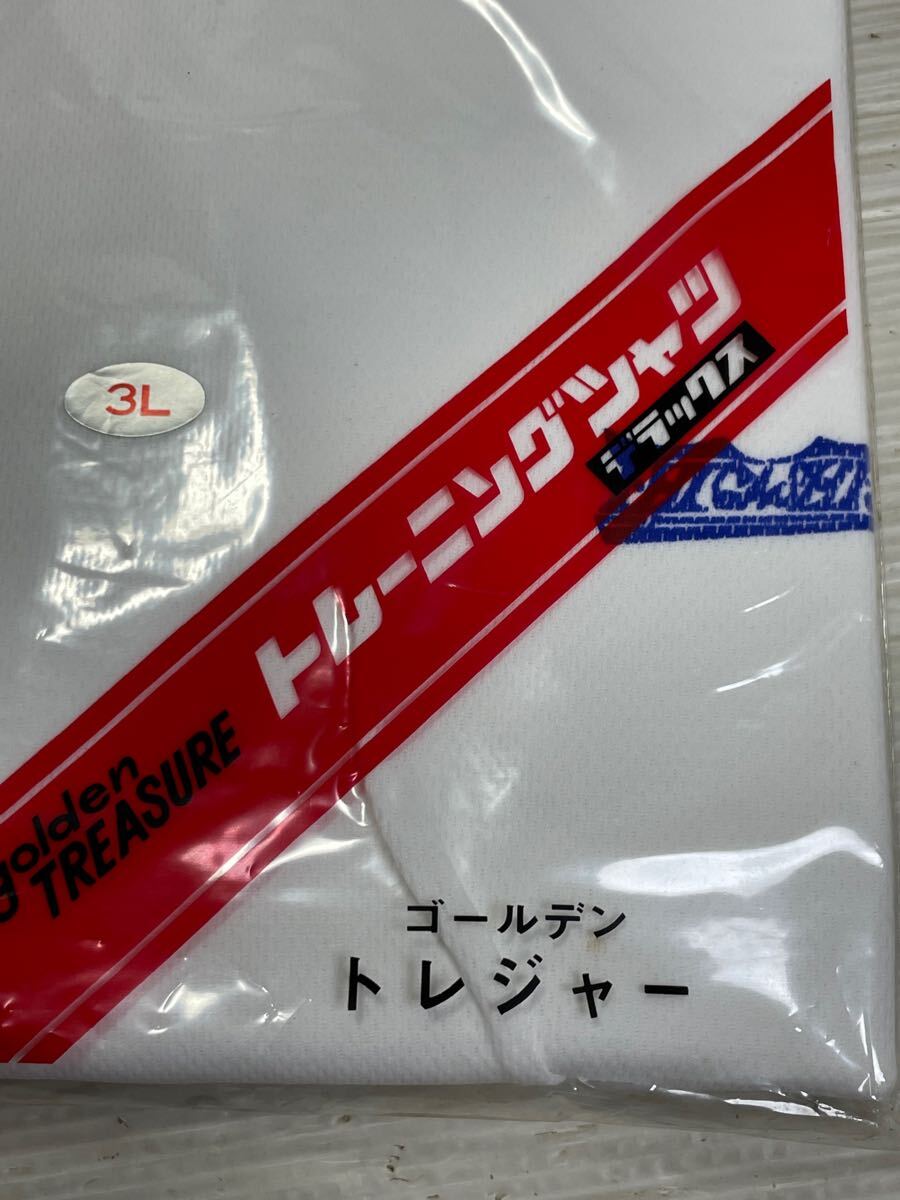 3L
トレーニングシャツ
デラックス
golden
TREASURE
ゴールデン
トレジャー